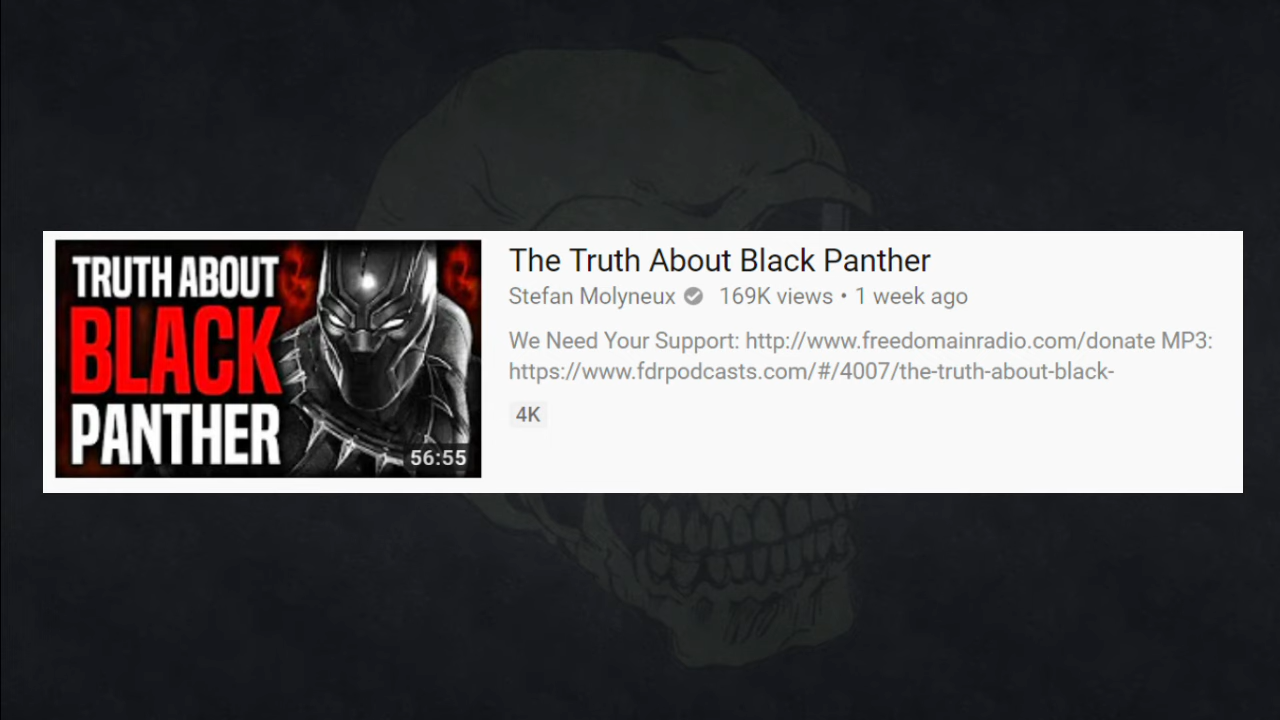 TRUTH ABOUT
BLACK
PANTHER
56:55
The Truth About Black Panther
Stefan Molyneux 169K views • 1 week ago
We Need Your Support: http://www.freedomainradio.com/donate MP3:
https://www.fdrpodcasts.com/#/4007/the-truth-about-black-
4K